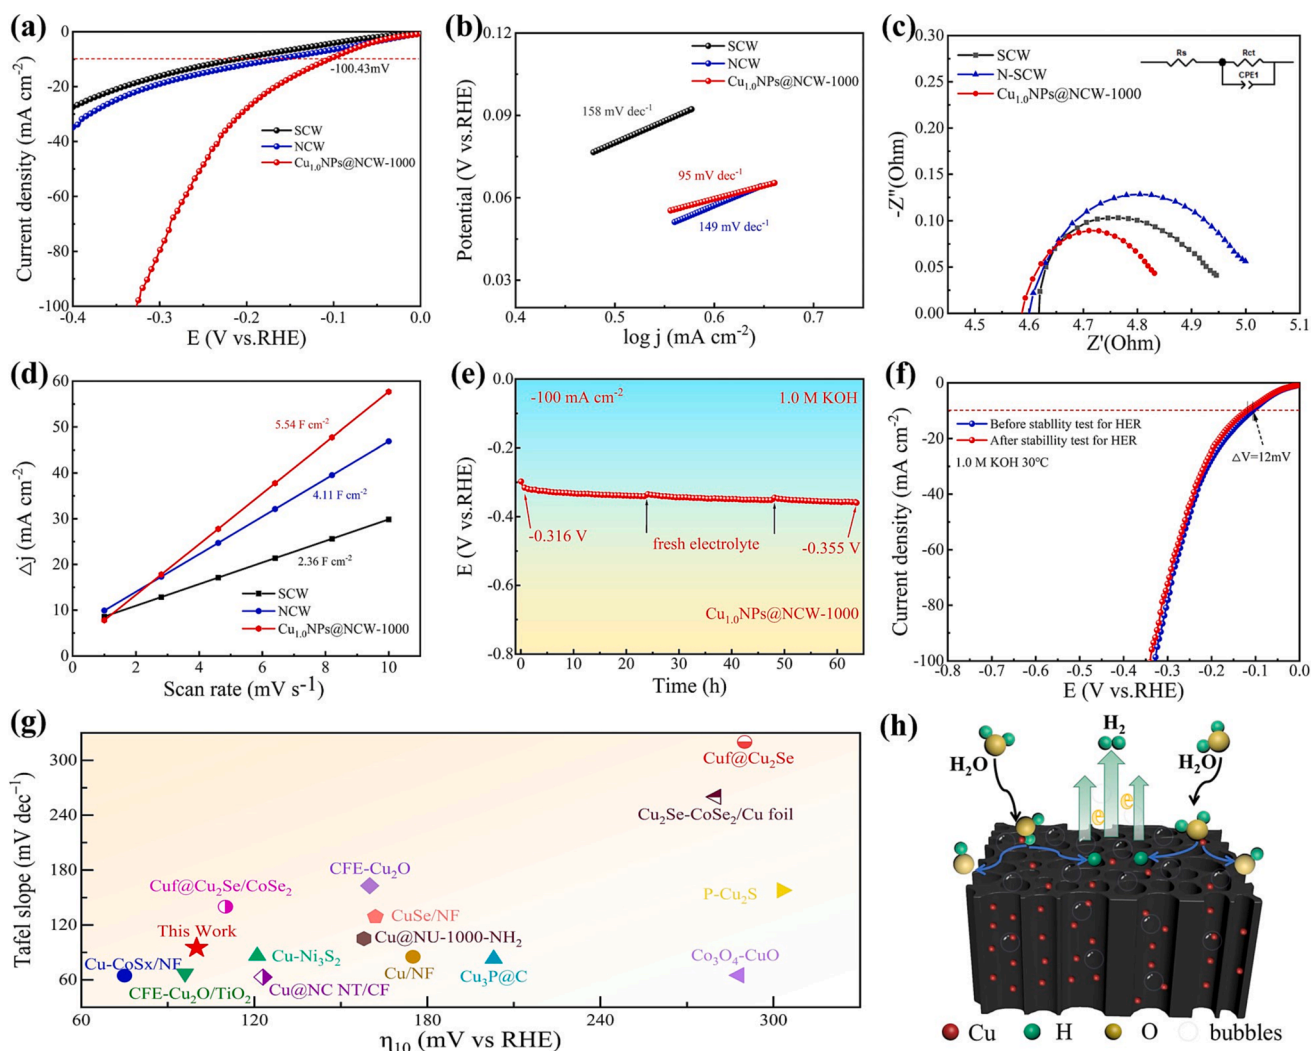 (a)
0
-20
-40
-60
-80
-100
-0.4
-0.3
-0.2
-0.1
0.0
Current density (mA cm⁻²)
E (V vs.RHE)
-100.43mV
SCW
NCW
Cu₁.₀NPs@NCW-1000
(b)
0.12
0.09
0.06
0.03
0.4
0.5
0.6
0.7
Potential (V vs.RHE)
log j (mA cm⁻²)
SCW
NCW
Cu₁.₀NPs@NCW-1000
158 mV dec⁻¹
95 mV dec⁻¹
149 mV dec⁻¹
(c)
0.30
0.25
0.20
0.15
0.10
0.05
0.00
4.5
4.6
4.7
4.8
4.9
5.0
5.1
-Z"(Ohm)
Z'(Ohm)
SCW
N-SCW
Cu₁.₀NPs@NCW-1000
Rs
Rct
CPE1
(d)
60
50
40
30
20
10
0
0
2
4
6
8
10
△j (mA cm⁻²)
Scan rate (mV s⁻¹)
5.54 F cm⁻²
4.11 F cm⁻²
2.36 F cm⁻²
SCW
NCW
Cu₁.₀NPs@NCW-1000
(e)
-0.0
-0.2
-0.4
-0.6
-0.8
0
10
20
30
40
50
60
E (V vs.RHE)
Time (h)
-100 mA cm⁻²
1.0 M KOH
-0.316 V
fresh electrolyte
-0.355 V
Cu₁.₀NPs@NCW-1000
(f)
0
-20
-40
-60
-80
-100
-0.8
-0.7
-0.6
-0.5
-0.4
-0.3
-0.2
-0.1
0.0
Current density (mA cm⁻²)
E (V vs.RHE)
Before stabllity test for HER
After stabillity test for HER
1.0 M KOH 30℃
△V=12mV
(g)
300
240
180
120
60
60
120
180
240
300
Tafel slope (mV dec⁻¹)
η₁₀ (mV vs RHE)
Cuf@Cu₂Se
Cu₂Se-CoSe₂/Cu foil
CFE-Cu₂O
Cuf@Cu₂Se/CoSe₂
P-Cu₂S
CuSe/NF
This Work
Cu@NU-1000-NH₂
Cu-CoSx/NF
Cu-Ni₃S₂
Cu/NF
Cu₃P@C
Co₃O₄-CuO
CFE-Cu₂O/TiO₂
Cu@NC NT/CF
(h)
H₂
H₂O
H₂O
e
e
Cu
H
O
bubbles